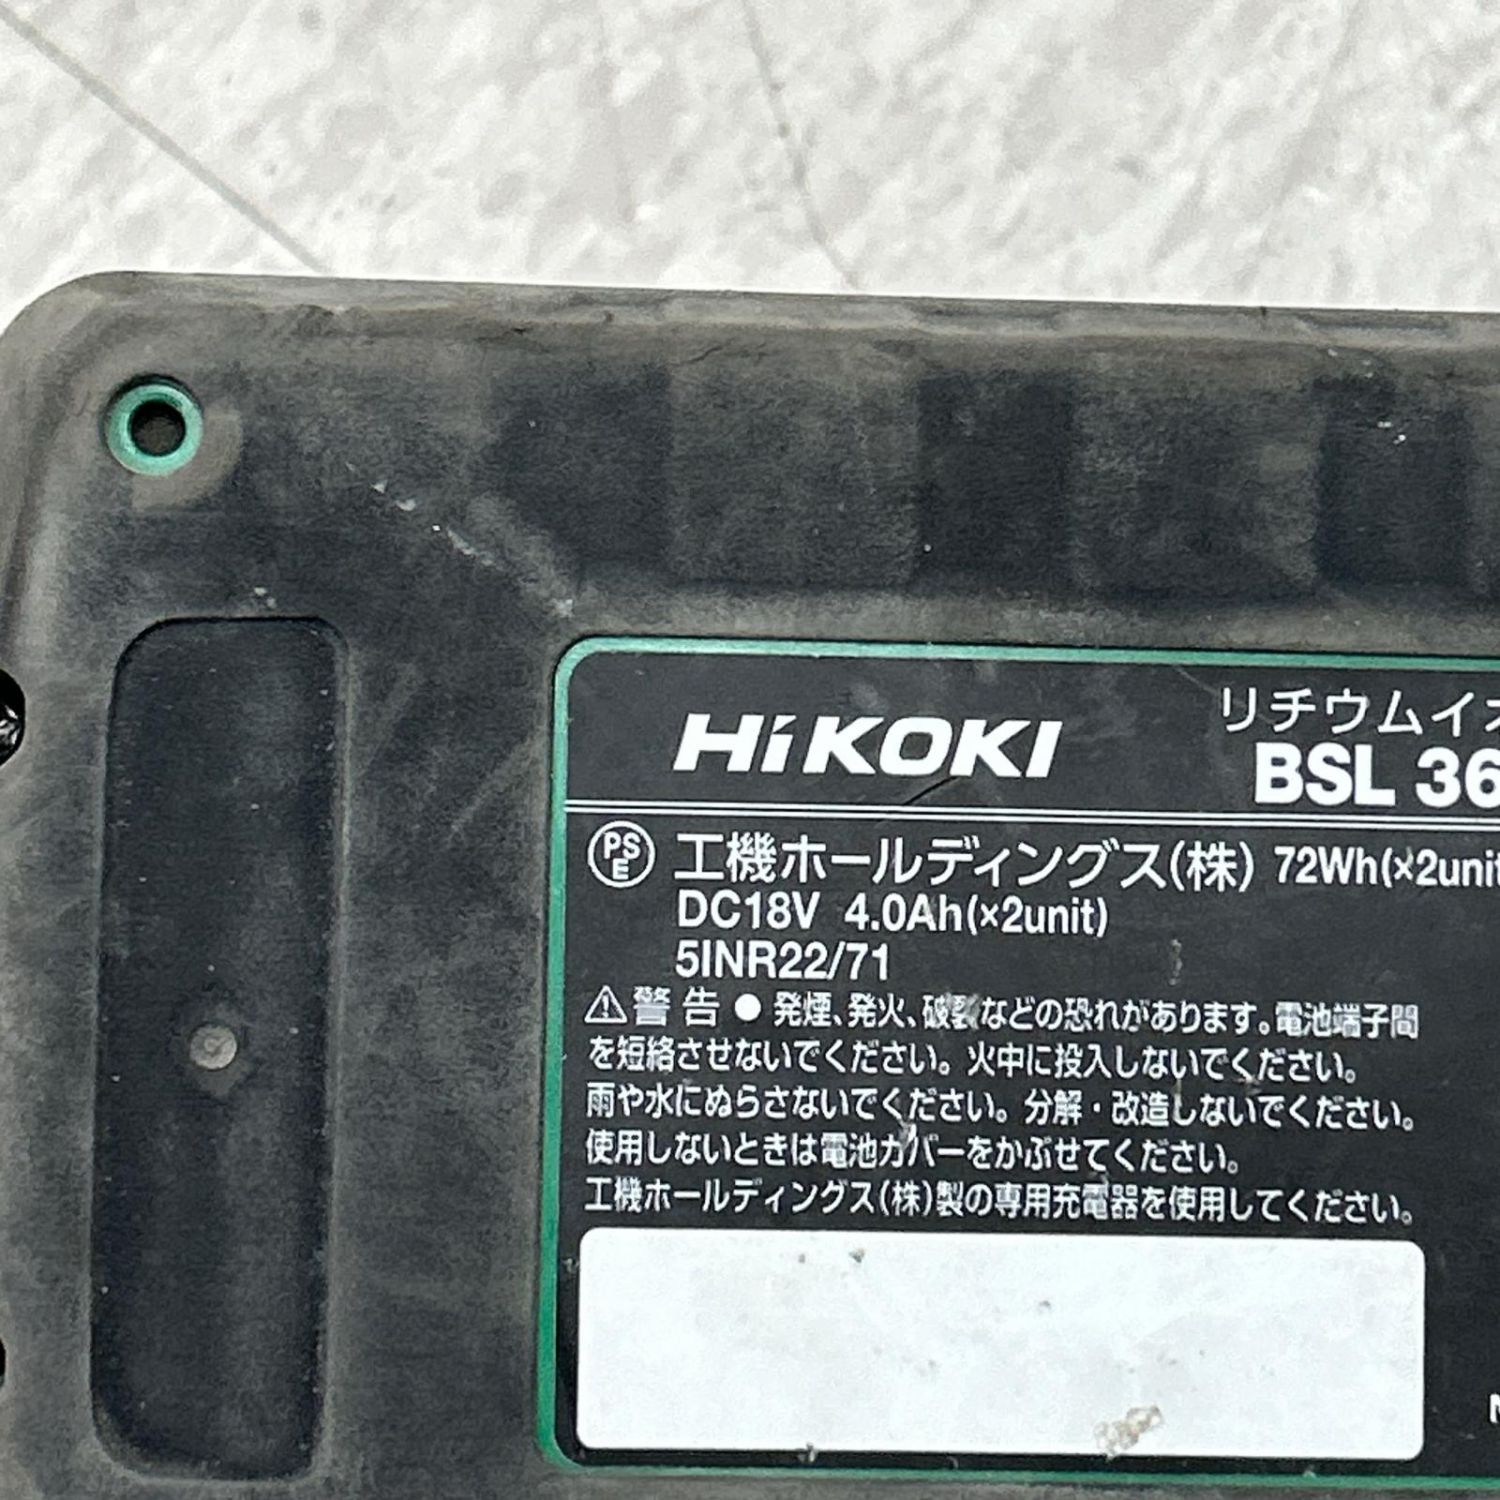 HiKOKI
リチウムイオ
BSL 36
PSE 工機ホールディングス(株) 72Wh(×2unit
DC18V 4.0Ah(×2unit)
5INR22/71
⚠警告 ● 発煙、発火、破裂などの恐れがあります。電池端子間
を短絡させないでください。火中に投入しないでください。
雨や水にぬらさないでください。分解・改造しないでください。
使用しないときは電池カバーをかぶせてください。
工機ホールディングス(株)製の専用充電器を使用してください。